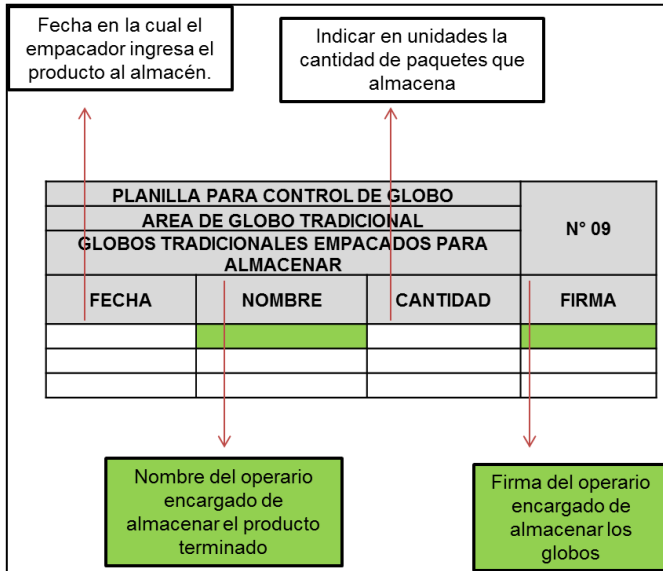 Fecha en la cual el
empacador ingresa el
producto al almacén.
Indicar en unidades la
cantidad de paquetes que
almacena
PLANILLA PARA CONTROL DE GLOBO
AREA DE GLOBO TRADICIONAL
GLOBOS TRADICIONALES EMPACADOS PARA
ALMACENAR
N° 09
FECHA NOMBRE CANTIDAD FIRMA
Nombre del operario
encargado de
almacenar el producto
terminado
Firma del operario
encargado de
almacenar los
globos